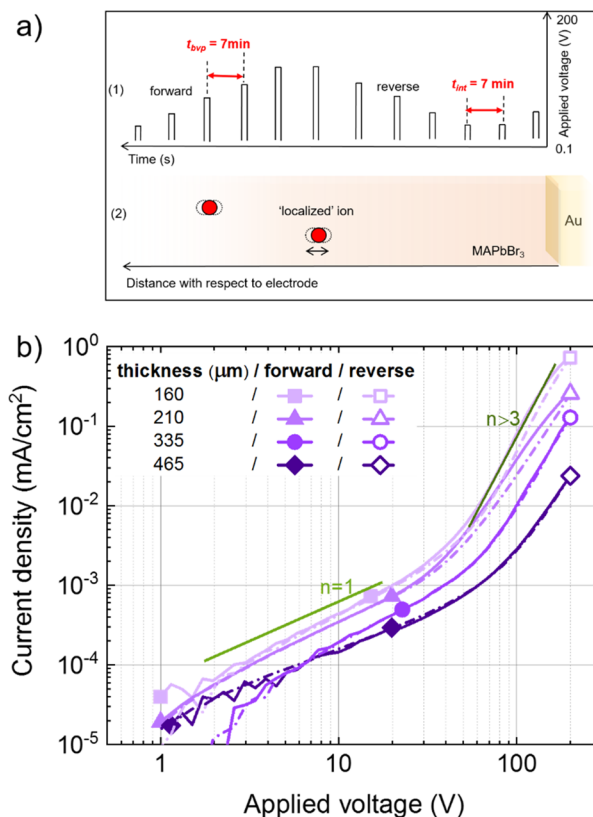 a)
200
Applied voltage (V)
0.1
t_bvp = 7min
t_int = 7 min
(1)
forward
reverse
Time (s)
(2)
'localized' ion
Au
MAPbBr₃
Distance with respect to electrode
b)
10⁰
10⁻¹
10⁻²
10⁻³
10⁻⁴
10⁻⁵
Current density (mA/cm²)
thickness (μm) / forward / reverse
160 / /
210 / /
335 / /
465 / /
n>3
n=1
1 10 100
Applied voltage (V)